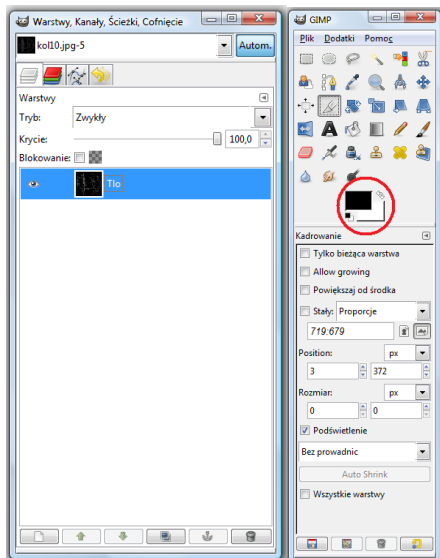 Warstwy, Kanały, Ścieżki, Cofnięcie
kol10.jpg-5
Autom.
Warstwy
Tryb:
Zwykły
Krycie:
100,0
Blokowanie:
Tlo
GIMP
Plik Dodatki Pomoc
Kadrowanie
Tylko bieżąca warstwa
Allow growing
Powiększaj od środka
Stały: Proporcje
719:679
Position:
px
3
372
Rozmiar:
px
0
0
Podświetlenie
Bez prowadnic
Auto Shrink
Wszystkie warstwy